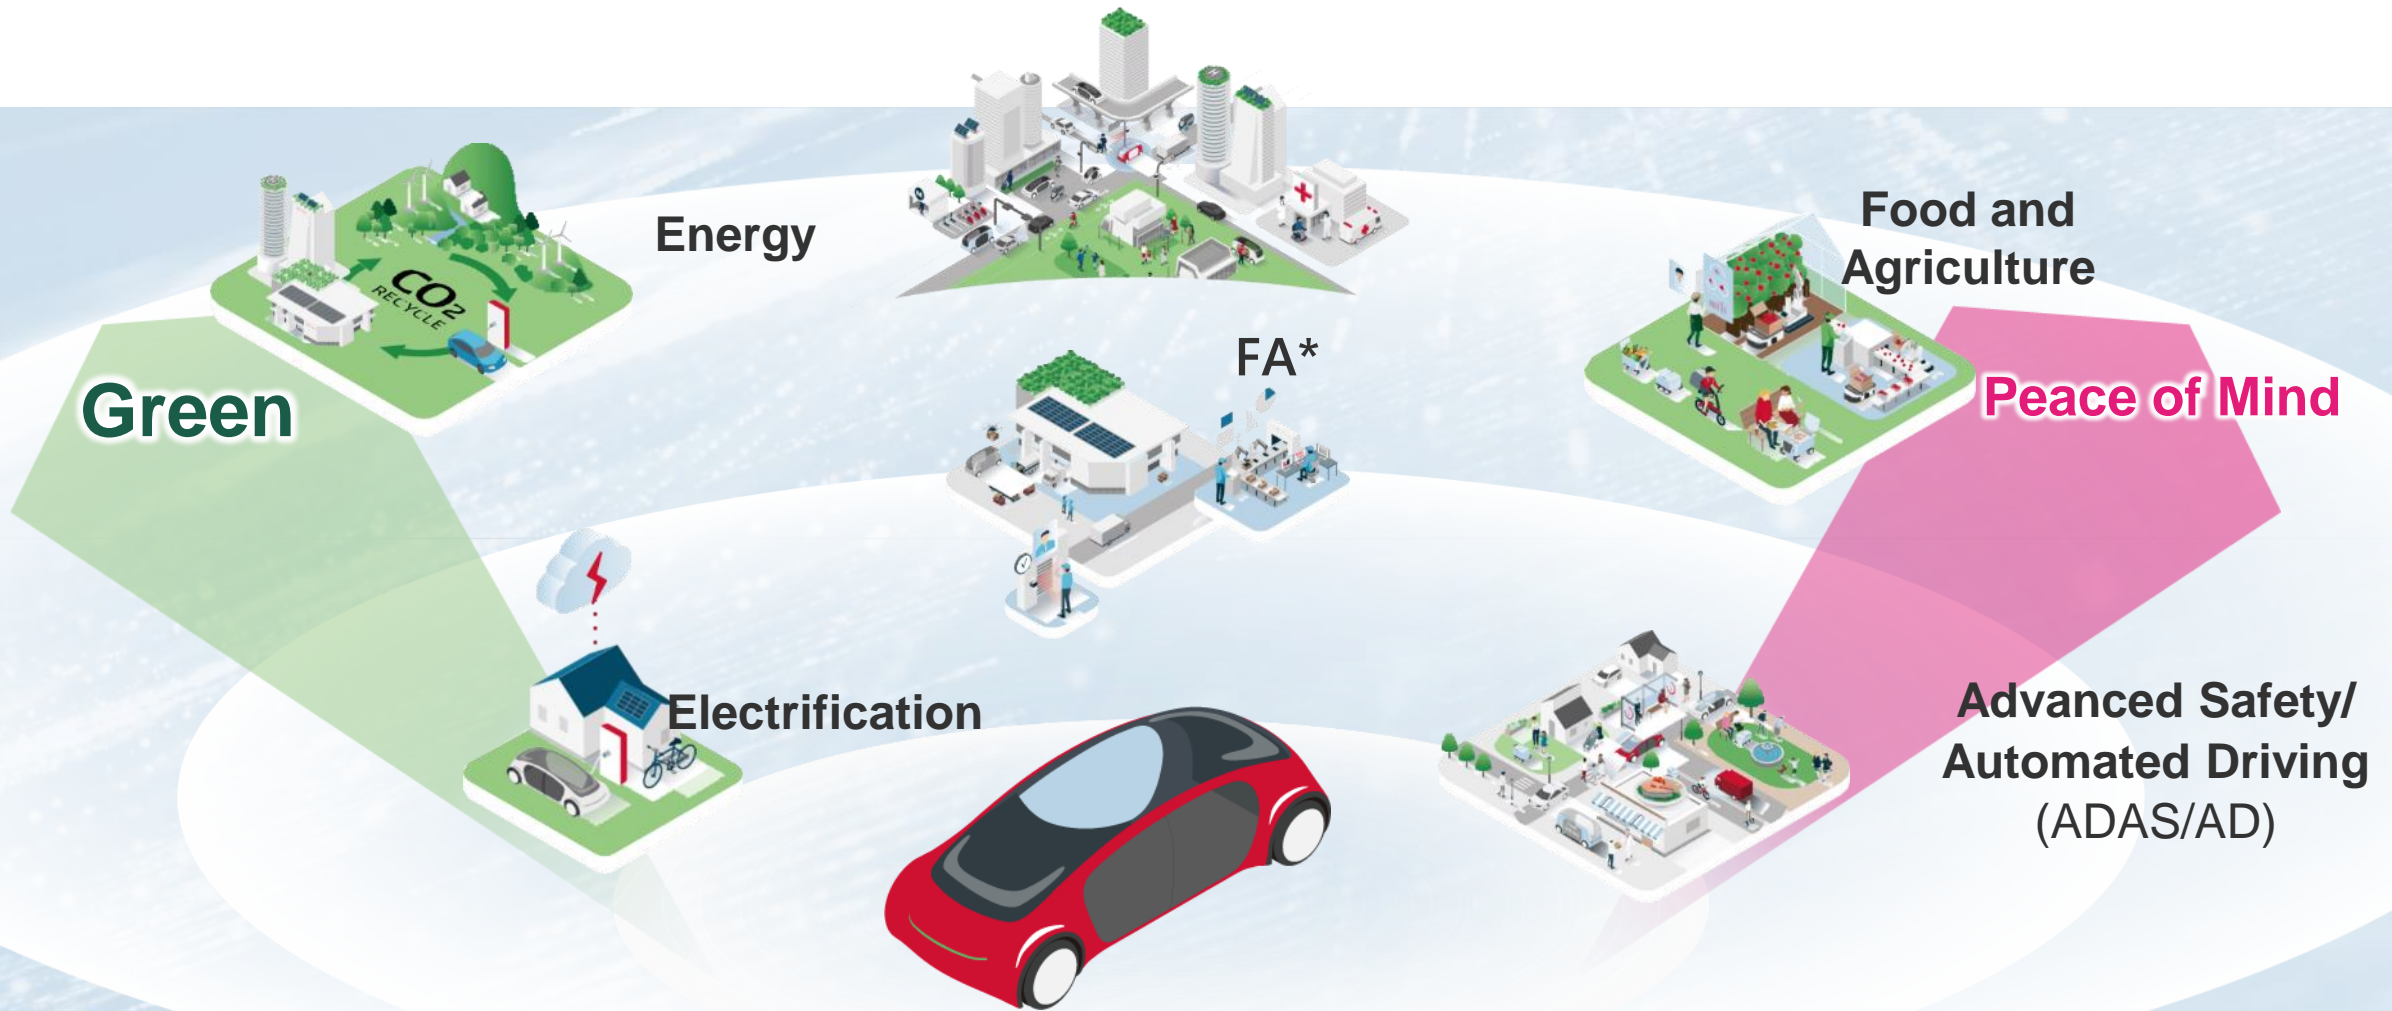 Energy
Food and
Agriculture
CO2
RECYCLE
FA*
Green
Peace of Mind
Electrification
Advanced Safety/
Automated Driving
(ADAS/AD)